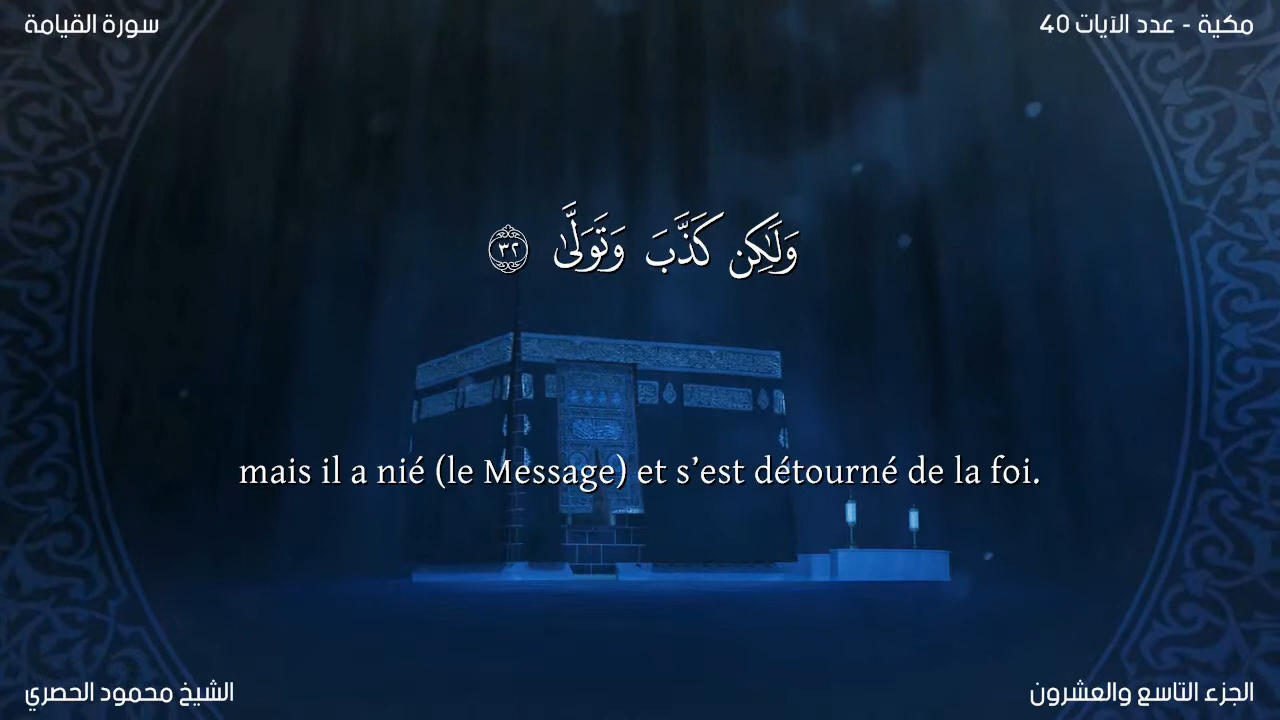 سورة القيامة
مكية - عدد الآيات 40
وَلَٰكِن كَذَّبَ وَتَوَلَّىٰ ٣٢
mais il a nié (le Message) et s’est détourné de la foi.
الشيخ محمود الحصري
الجزء التاسع والعشرون